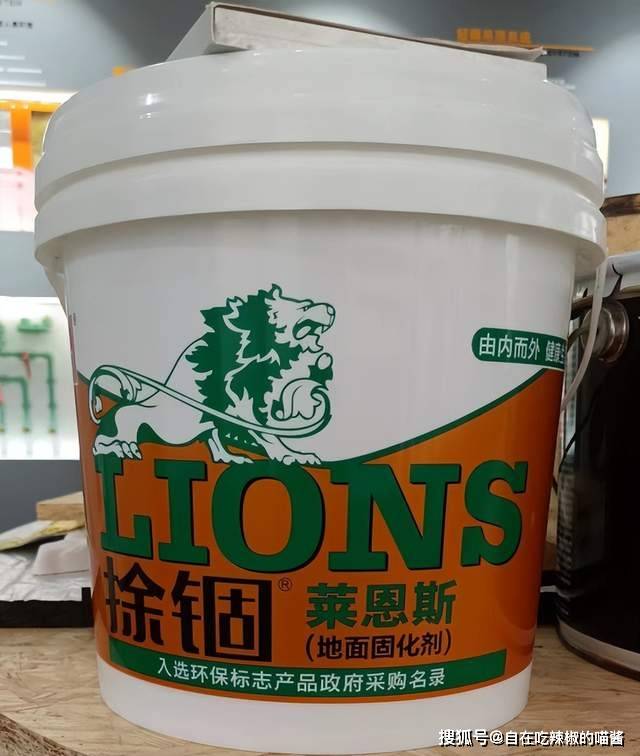 由内而外 健康
LIONS
捈锢®
莱恩斯
(地面固化剂)
入选环保标志产品政府采购名录
搜狐号@自在吃辣椒的喵酱